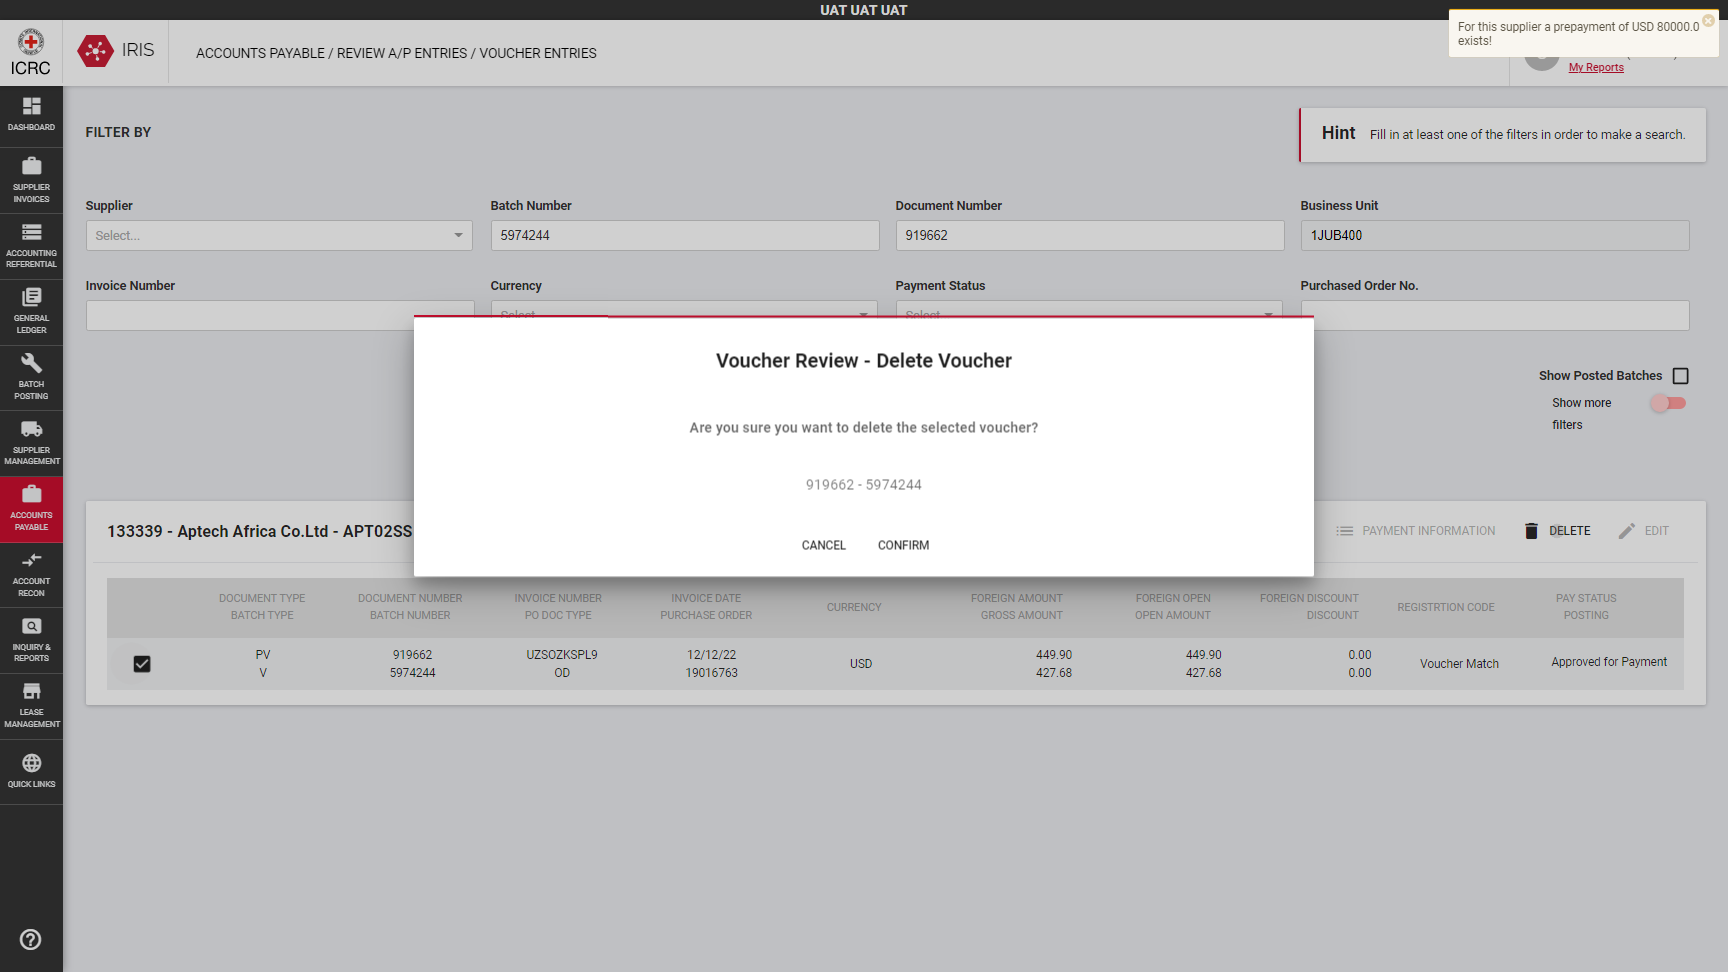 UAT UAT UAT
ICRC
IRIS
ACCOUNTS PAYABLE / REVIEW A/P ENTRIES / VOUCHER ENTRIES
For this supplier a prepayment of USD 80000.0
exists!
My Reports
DASHBOARD
SUPPLIER
INVOICES
ACCOUNTING
REFERENTIAL
GENERAL
LEDGER
BATCH
POSTING
SUPPLIER
MANAGEMENT
ACCOUNTS
PAYABLE
ACCOUNT
RECON
INQUIRY &
REPORTS
LEASE
MANAGEMENT
QUICK LINKS
FILTER BY
Hint Fill in at least one of the filters in order to make a search.
Supplier
Select...
Batch Number
5974244
Document Number
919662
Business Unit
1JUB400
Invoice Number
Currency
Select...
Payment Status
Select...
Purchased Order No.
Show Posted Batches
Show more
filters
Voucher Review - Delete Voucher
Are you sure you want to delete the selected voucher?
919662 - 5974244
CANCEL CONFIRM
133339 - Aptech Africa Co.Ltd - APT02SS
PAYMENT INFORMATION DELETE EDIT
DOCUMENT TYPE
BATCH TYPE
DOCUMENT NUMBER
BATCH NUMBER
INVOICE NUMBER
PO DOC TYPE
INVOICE DATE
PURCHASE ORDER
CURRENCY
FOREIGN AMOUNT
GROSS AMOUNT
FOREIGN OPEN
OPEN AMOUNT
FOREIGN DISCOUNT
DISCOUNT
REGISTRTION CODE
PAY STATUS
POSTING
PV
V
919662
5974244
UZSOZKSPL9
OD
12/12/22
19016763
USD
449.90
427.68
449.90
427.68
0.00
0.00
Voucher Match
Approved for Payment